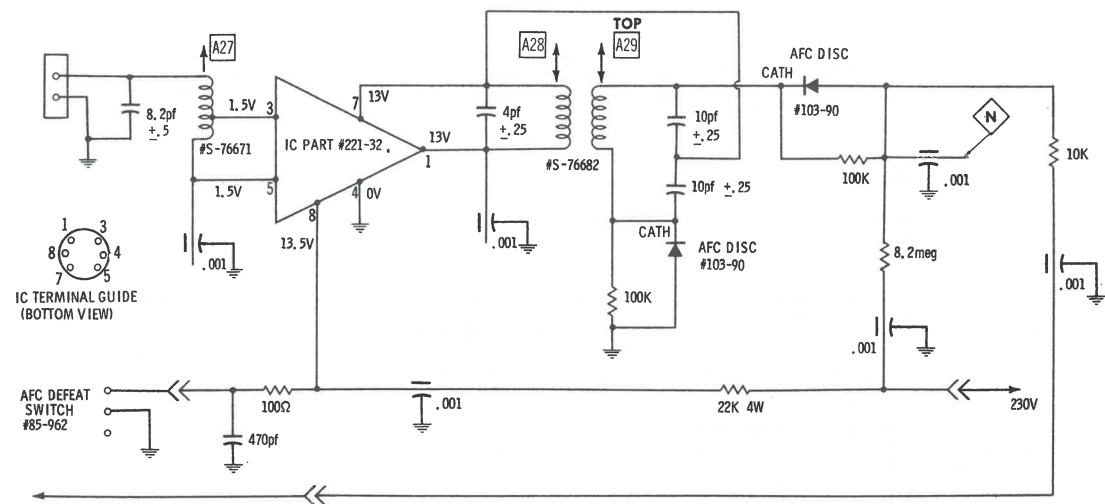 TOP
A27
A28
A29
AFC DISC
CATH
#103-90
8.2pf
±.5
1.5V
3
7
13V
4pf
±.25
10pf
±.25
N
IC PART #221-32
13V
1
#S-76671
#S-76682
10K
1.5V
5
4
0V
8
10pf ±.25
100K
.001
13.5V
.001
.001
CATH
AFC DISC
#103-90
8.2meg
1 3
8 4
7 5
IC TERMINAL GUIDE
(BOTTOM VIEW)
100K
.001
.001
AFC DEFEAT
SWITCH
#85-962
100Ω
.001
22K 4W
230V
470pf